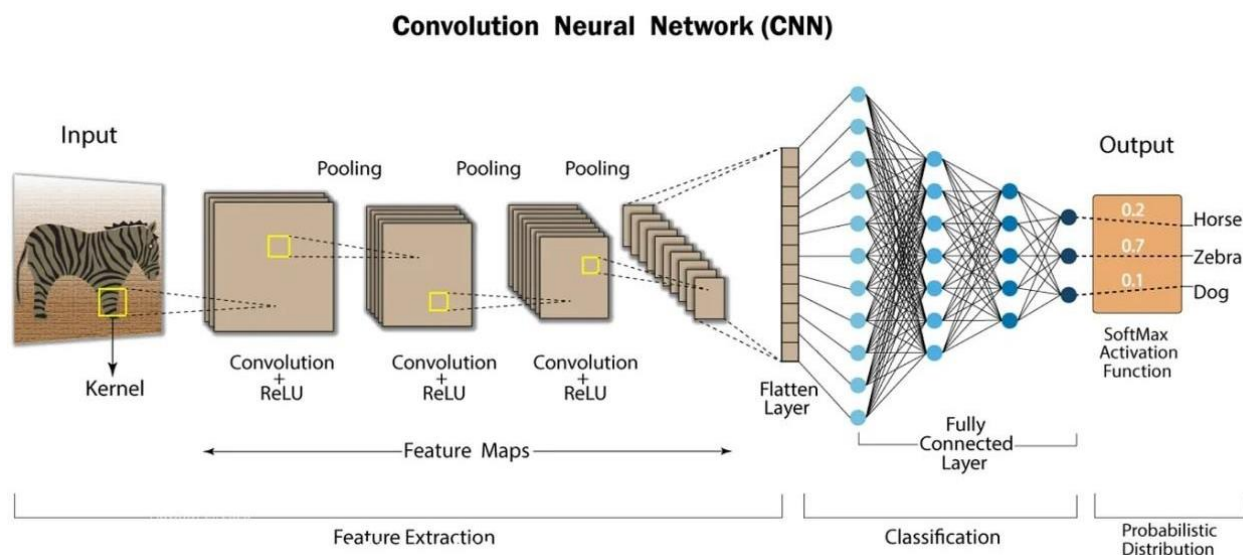 Convolution Neural Network (CNN)
Input
Pooling
Pooling
Pooling
Output
Kernel
Convolution
+
ReLU
Convolution
+
ReLU
Convolution
+
ReLU
Flatten
Layer
Fully
Connected
Layer
0.2
Horse
0.7
Zebra
0.1
Dog
SoftMax
Activation
Function
Feature Maps
Feature Extraction
Classification
Probabilistic
Distribution